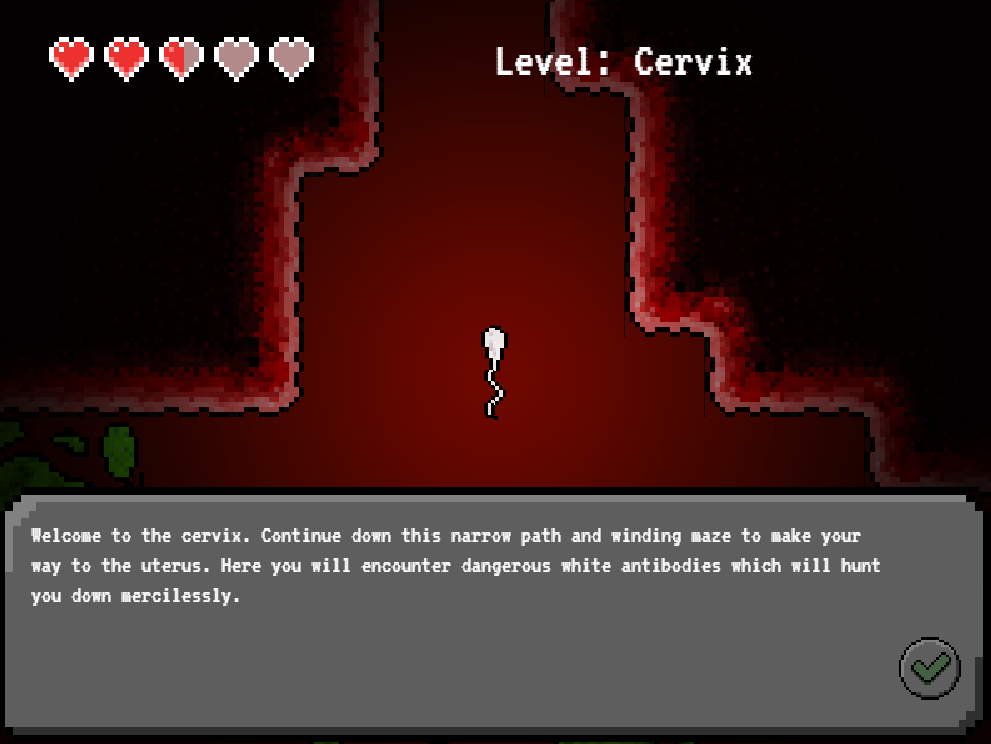 Level: Cervix
Welcome to the cervix. Continue down this narrow path and winding maze to make your
way to the uterus. Here you will encounter dangerous white antibodies which will hunt
you down mercilessly.